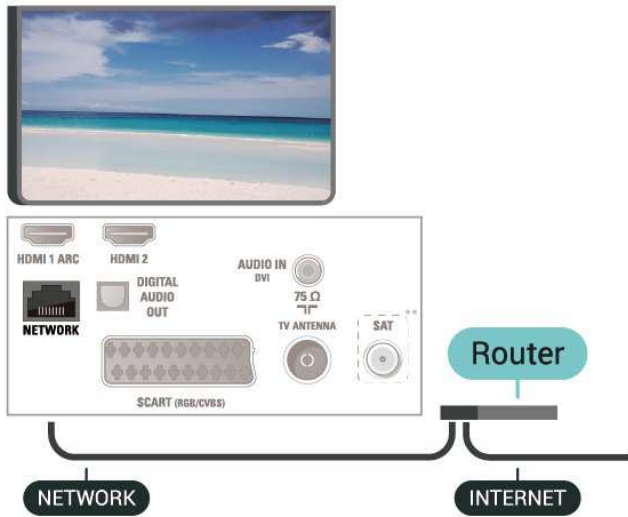 HDMI 1 ARC
HDMI 2
AUDIO IN
DVI
DIGITAL
AUDIO
OUT
75 Ω
NETWORK
TV ANTENNA
SAT
**
SCART (RGB/CVBS)
Router
NETWORK
INTERNET